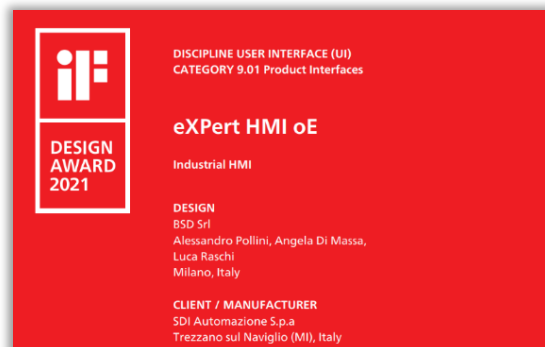 iF
DESIGN
AWARD
2021
DISCIPLINE USER INTERFACE (UI)
CATEGORY 9.01 Product Interfaces
eXPert HMI oE
Industrial HMI
DESIGN
BSD Srl
Alessandro Pollini, Angela Di Massa,
Luca Raschi
Milano, Italy
CLIENT / MANUFACTURER
SDI Automazione S.p.a
Trezzano sul Naviglio (MI), Italy